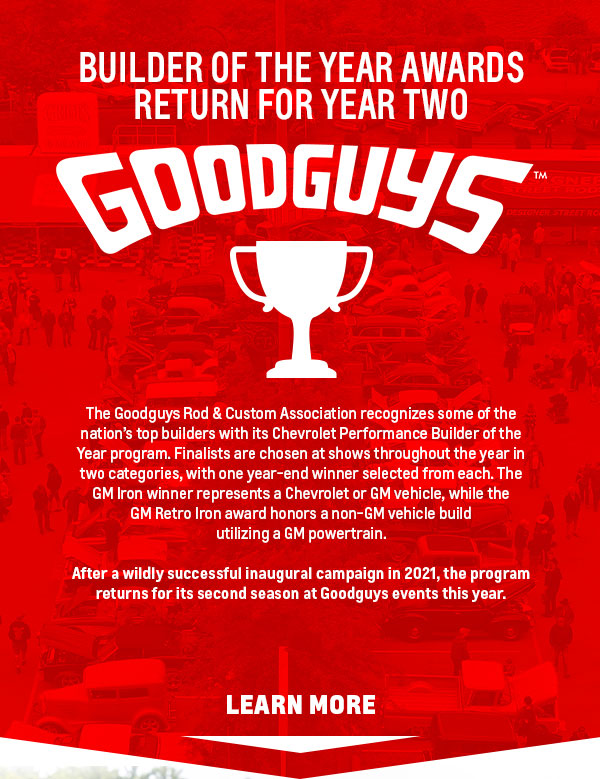 BUILDER OF THE YEAR AWARDS
RETURN FOR YEAR TWO
GOODGUYS™
The Goodguys Rod & Custom Association recognizes some of the
nation's top builders with its Chevrolet Performance Builder of the
Year program. Finalists are chosen at shows throughout the year in
two categories, with one year-end winner selected from each. The
GM Iron winner represents a Chevrolet or GM vehicle, while the
GM Retro Iron award honors a non-GM vehicle build
utilizing a GM powertrain.
After a wildly successful inaugural campaign in 2021, the program
returns for its second season at Goodguys events this year.
LEARN MORE